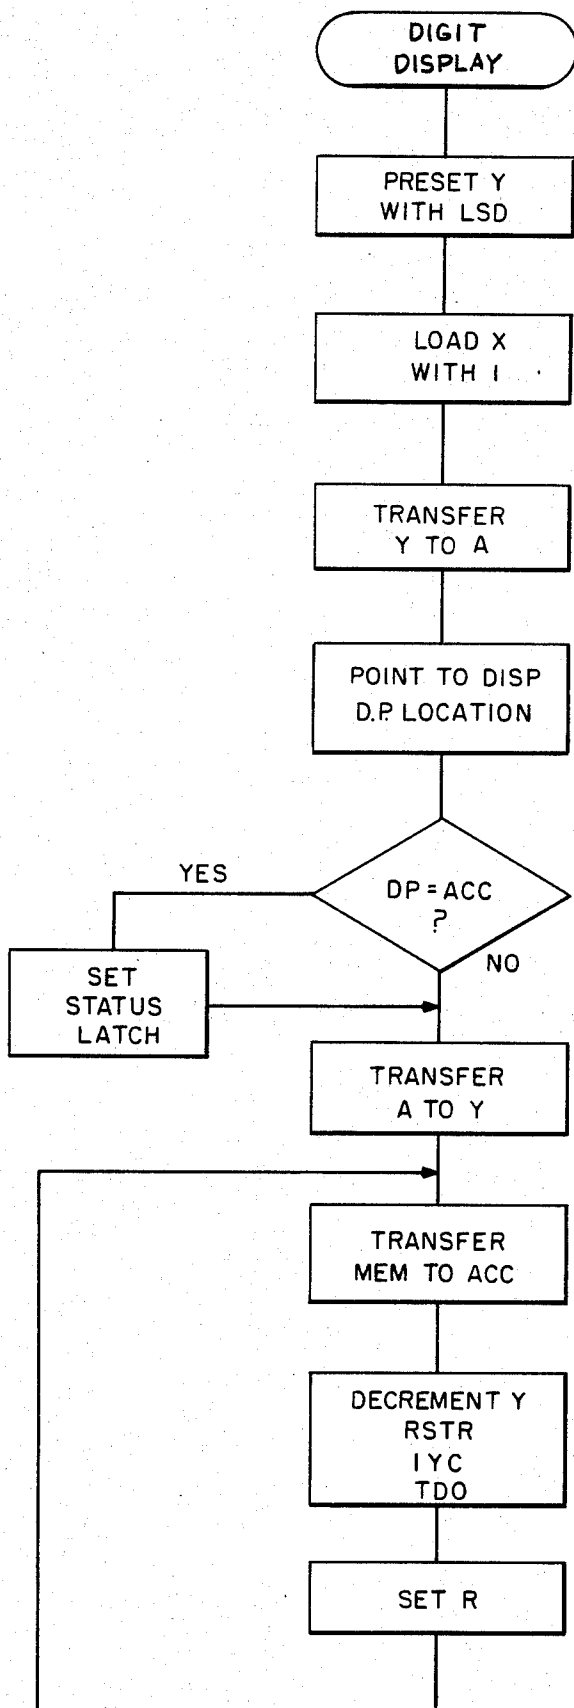 DIGIT
DISPLAY
PRESET Y
WITH LSD
LOAD X
WITH I
TRANSFER
Y TO A
POINT TO DISP
D.P. LOCATION
YES
DP = ACC
?
NO
SET
STATUS
LATCH
TRANSFER
A TO Y
TRANSFER
MEM TO ACC
DECREMENT Y
RSTR
IYC
TDO
SET R